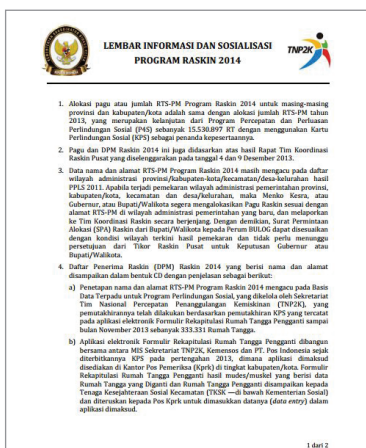 LEMBAR INFORMASI DAN SOSIALISASI
PROGRAM RASKIN 2014
TNP2K
1. Alokasi pagu atau jumlah RTS-PM Program Raskin 2014 untuk masing-masing
provinsi dan kabupaten/kota adalah sama dengan alokasi jumlah RTS-PM tahun
2013, yang merupakan kelanjutan dari Program Percepatan dan Perluasan
Perlindungan Sosial (P4S) sebanyak 15.530.897 RT dengan menggunakan Kartu
Perlindungan Sosial (KPS) sebagai penanda kepesertaannya.
2. Pagu dan DPM Raskin 2014 ini juga didasarkan atas hasil Rapat Tim Koordinasi
Raskin Pusat yang diselenggarakan pada tanggal 4 dan 9 Desember 2013.
3. Data nama dan alamat RTS-PM Program Raskin 2014 masih mengacu pada daftar
wilayah administrasi provinsi/kabupaten-kota/kecamatan/desa-kelurahan hasil
PPLS 2011. Apabila terjadi pemekaran wilayah administrasi pemerintahan provinsi,
kabupaten/kota, kecamatan dan desa/kelurahan, maka Menko Kesra, atau
Gubernur, atau Bupati/Walikota segera mengalokasikan Pagu Raskin sesuai dengan
alamat RTS-PM di wilayah administrasi pemerintahan yang baru, dan melaporkan
ke Tim Koordinasi Raskin secara berjenjang. Dengan demikian, Surat Permintaan
Alokasi (SPA) Raskin dari Bupati/Walikota kepada Perum BULOG dapat disesuaikan
dengan kondisi wilayah terkini hasil pemekaran dan tidak perlu menunggu
persetujuan dari Tikor Raskin Pusat untuk Keputusan Gubernur atau
Bupati/Walikota.
4. Daftar Penerima Raskin (DPM) Raskin 2014 yang berisi nama dan alamat
disampaikan dalam bentuk CD dengan penjelasan sebagai berikut:
a) Penetapan nama dan alamat RTS-PM Program Raskin 2014 mengacu pada Basis
Data Terpadu untuk Program Perlindungan Sosial, yang dikelola oleh Sekretariat
Tim Nasional Percepatan Penanggulangan Kemiskinan (TNP2K), yang
pemutakhirannya telah dilakukan berdasarkan pemutakhiran KPS yang tercatat
pada aplikasi elektronik Formulir Rekapitulasi Rumah Tangga Pengganti sampai
bulan November 2013 sebanyak 333.331 Rumah Tangga.
b) Aplikasi elektronik Formulir Rekapitulasi Rumah Tangga Pengganti dibangun
bersama antara MIS Sekretariat TNP2K, Kemensos dan PT. Pos Indonesia sejak
diterbitkannya KPS pada pertengahan 2013, dimana aplikasi dimaksud
disediakan di Kantor Pos Pemeriksa (Kprk) di tingkat kabupaten/kota. Formulir
Rekapitulasi Rumah Tangga Pengganti hasil mudes/muskel yang berisi data
Rumah Tangga yang Diganti dan Rumah Tangga Pengganti disampaikan kepada
Tenaga Kesejahteraan Sosial Kecamatan (TKSK —di bawah Kementerian Sosial)
dan diteruskan kepada Pos Kprk untuk dimasukkan datanya (data entry) dalam
aplikasi dimaksud.
1 dari 2